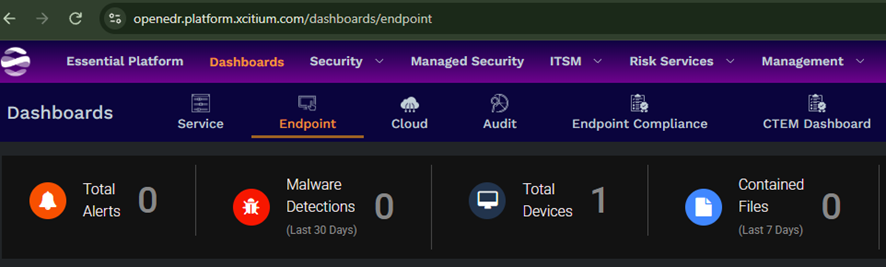 openedr.platform.xcitium.com/dashboards/endpoint
Essential Platform Dashboards Security Managed Security ITSM Risk Services Management
Dashboards
Service Endpoint Cloud Audit Endpoint Compliance CTEM Dashboard
Total
Alerts
0
Malware
Detections
(Last 30 Days)
0
Total
Devices
1
Contained
Files
(Last 7 Days)
0